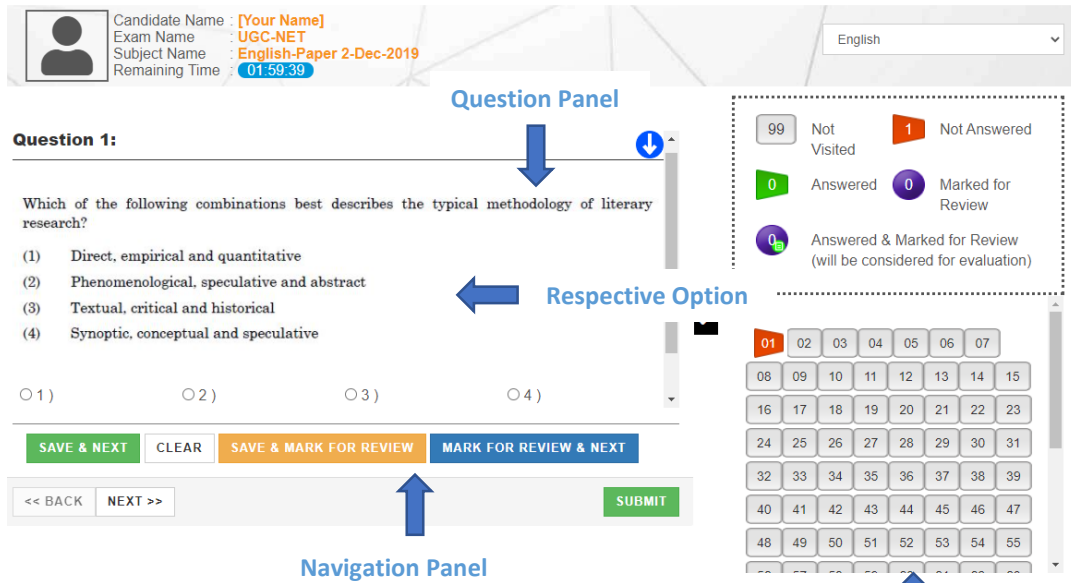 Candidate Name : [Your Name]
Exam Name : UGC-NET
Subject Name : English-Paper 2-Dec-2019
Remaining Time : 01:59:39
English
Question Panel
Question 1:
Which of the following combinations best describes the typical methodology of literary
research?
(1) Direct, empirical and quantitative
(2) Phenomenological, speculative and abstract
(3) Textual, critical and historical
(4) Synoptic, conceptual and speculative
Respective Option
1 ) 2 ) 3 ) 4 )
SAVE & NEXT CLEAR SAVE & MARK FOR REVIEW MARK FOR REVIEW & NEXT
<< BACK NEXT >> SUBMIT
Navigation Panel
99 Not
Visited
1 Not Answered
0 Answered
0 Marked for
Review
0 Answered & Marked for Review
(will be considered for evaluation)
01 02 03 04 05 06 07
08 09 10 11 12 13 14 15
16 17 18 19 20 21 22 23
24 25 26 27 28 29 30 31
32 33 34 35 36 37 38 39
40 41 42 43 44 45 46 47
48 49 50 51 52 53 54 55